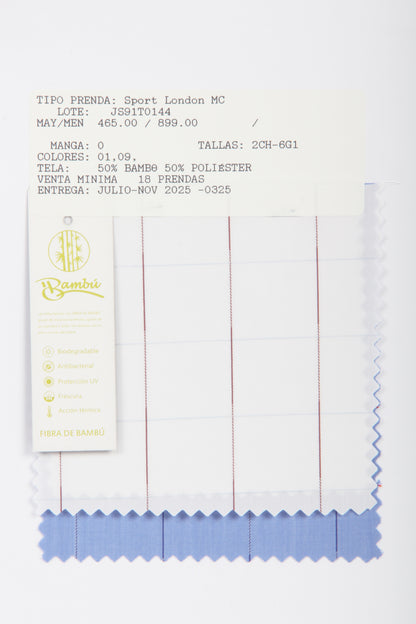 TIPO PRENDA: Sport London MC
LOTE: JS91T0144
MAY/MEN 465.00 / 899.00 /
MANGA: 0 TALLAS: 2CH-6G1
COLORES: 01,09,
TELA: 50% BAMBO 50% POLIÉSTER
VENTA MINIMA 18 PRENDAS
ENTREGA: JULIO-NOV 2025 -0325
Bambú
Biodegradable
Antibacterial
Protección UV
Frescura
Acción térmica
FIBRA DE BAMBÚ